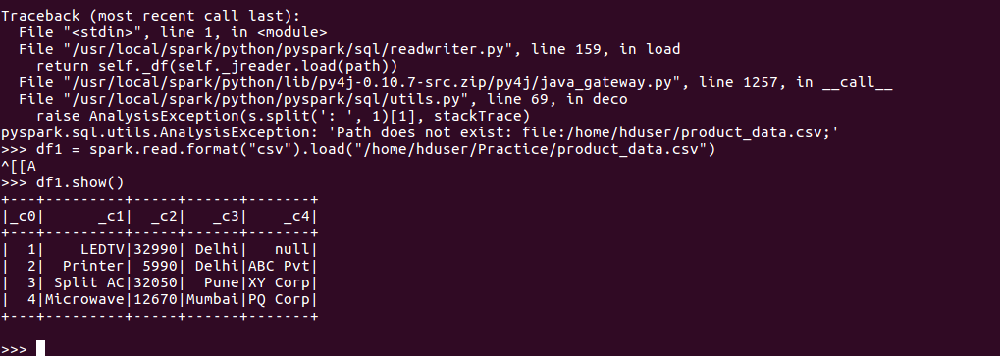 Traceback (most recent call last):
  File "<stdin>", line 1, in <module>
  File "/usr/local/spark/python/pyspark/sql/readwriter.py", line 159, in load
    return self._df(self._jreader.load(path))
  File "/usr/local/spark/python/lib/py4j-0.10.7-src.zip/py4j/java_gateway.py", line 1257, in __call__
  File "/usr/local/spark/python/pyspark/sql/utils.py", line 69, in deco
    raise AnalysisException(s.split(': ', 1)[1], stackTrace)
pyspark.sql.utils.AnalysisException: 'Path does not exist: file:/home/hduser/product_data.csv;'
>>> df1 = spark.read.format("csv").load("/home/hduser/Practice/product_data.csv")
^[[A
>>> df1.show()
+---+---------+-----+------+-------+
|_c0|      _c1|  _c2|   _c3|    _c4|
+---+---------+-----+------+-------+
|  1|    LEDTV|32990| Delhi|   null|
|  2|  Printer| 5990| Delhi|ABC Pvt|
|  3| Split AC|32050|  Pune|XY Corp|
|  4|Microwave|12670|Mumbai|PQ Corp|
+---+---------+-----+------+-------+
>>>